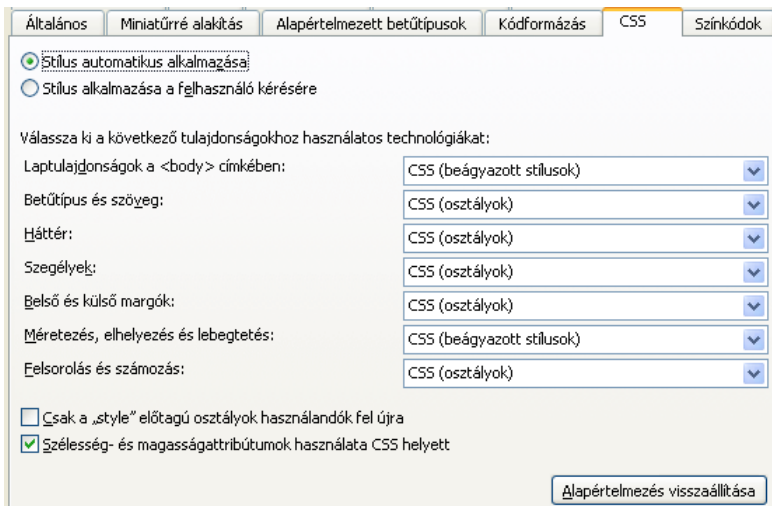 Általános Miniatűrré alakítás Alapértelmezett betűtípusok Kódformázás CSS Színkódok
Stílus automatikus alkalmazása
Stílus alkalmazása a felhasználó kérésére
Válassza ki a következő tulajdonságokhoz használatos technológiákat:
Laptulajdonságok a <body> címkében: CSS (beágyazott stílusok)
Betűtípus és szöveg: CSS (osztályok)
Háttér: CSS (osztályok)
Szegélyek: CSS (osztályok)
Belső és külső margók: CSS (osztályok)
Méretezés, elhelyezés és lebegtetés: CSS (beágyazott stílusok)
Felsorolás és számozás: CSS (osztályok)
Csak a „style” előtagú osztályok használandók fel újra
Szélesség- és magasságattribútumok használata CSS helyett
Alapértelmezés visszaállítása